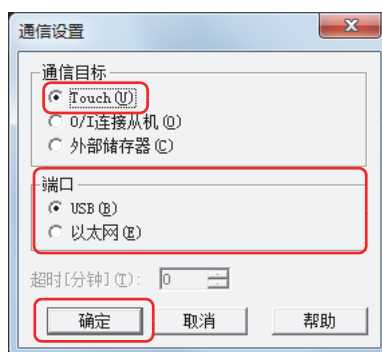 通信设置
通信目标
Touch(U)
O/I连接从机(O)
外部储存器(C)
端口
USB(B)
以太网(E)
超时[分钟](T): 0
确定 取消 帮助